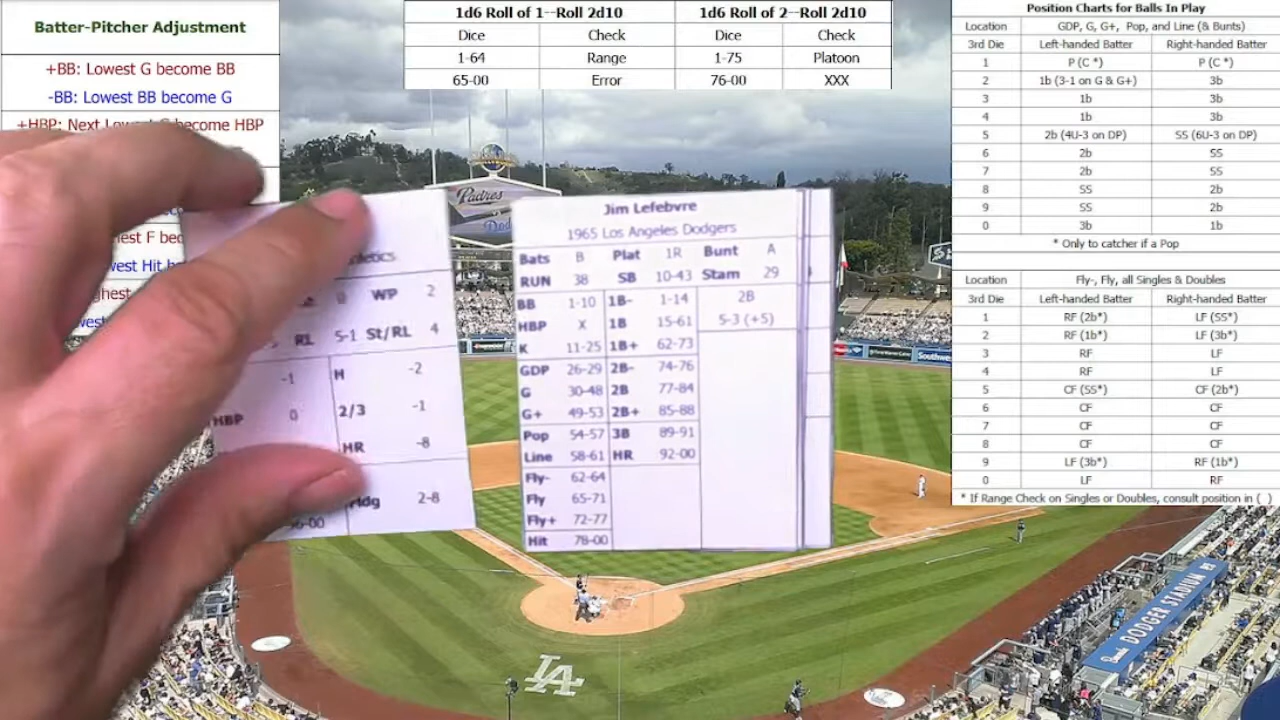 Batter-Pitcher Adjustment
+BB: Lowest G become BB
-BB: Lowest BB become G
+HBP: Next Lowest G become HBP
1d6 Roll of 1--Roll 2d10 1d6 Roll of 2--Roll 2d10
Dice Check Dice Check
1-64 Range 1-75 Platoon
65-00 Error 76-00 XXX
Position Charts for Balls In Play
Location GDP, G, G+, Pop, and Line (& Bunts)
3rd Die Left-handed Batter Right-handed Batter
1 P (C *) P (C *)
2 1b (3-1 on G & G+) 3b
3 1b 3b
4 1b 3b
5 2b (4U-3 on DP) SS (6U-3 on DP)
6 2b SS
7 2b SS
8 SS 2b
9 SS 2b
0 3b 1b
* Only to catcher if a Pop
Location Fly-, Fly, all Singles & Doubles
3rd Die Left-handed Batter Right-handed Batter
1 RF (2b*) LF (SS*)
2 RF (1b*) LF (3b*)
3 RF LF
4 RF LF
5 CF (SS*) CF (2b*)
6 CF CF
7 CF CF
8 CF CF
9 LF (3b*) RF (1b*)
0 LF RF
* If Range Check on Singles or Doubles, consult position in ( )
Padres
WP 2
RL 5-1 St/RL 4
-1 H -2
HBP 0 2/3 -1
HR -8
2-8
Jim Lefebvre
1965 Los Angeles Dodgers
Bats B Plat 1R Bunt A
RUN 38 SB 10-43 Stam 29
BB 1-10 1B- 1-14 2B
HBP X 1B 15-61 5-3 (+5)
K 11-25 1B+ 62-73
GDP 26-29 2B- 74-76
G 30-48 2B 77-84
G+ 49-53 2B+ 85-88
Pop 54-57 3B 89-91
Line 58-61 HR 92-00
Fly- 62-64
Fly 65-71
Fly+ 72-77
Hit 78-00
LA
DODGER STADIUM